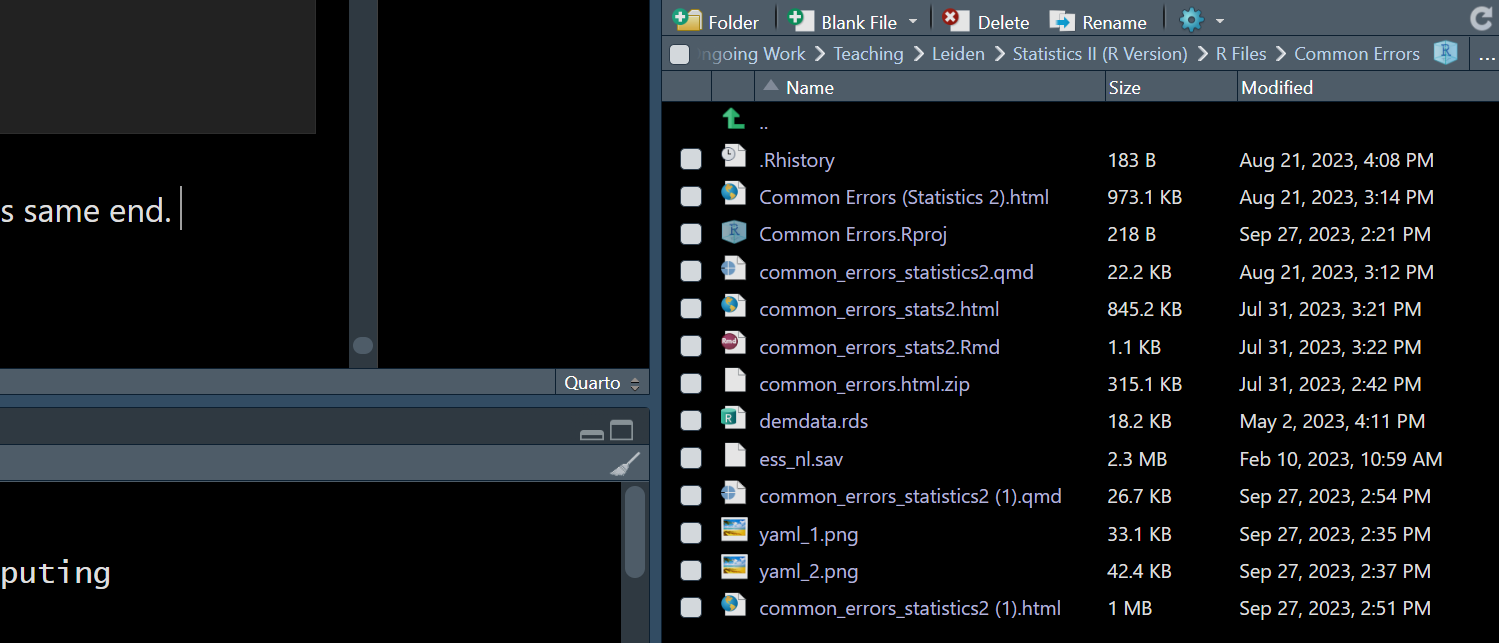 Folder Blank File Delete Rename
ngoing Work Teaching Leiden Statistics II (R Version) R Files Common Errors R ...
Name Size Modified
..
.Rhistory 183 B Aug 21, 2023, 4:08 PM
Common Errors (Statistics 2).html 973.1 KB Aug 21, 2023, 3:14 PM
s same end.
Common Errors.Rproj 218 B Sep 27, 2023, 2:21 PM
common_errors_statistics2.qmd 22.2 KB Aug 21, 2023, 3:12 PM
common_errors_stats2.html 845.2 KB Jul 31, 2023, 3:21 PM
common_errors_stats2.Rmd 1.1 KB Jul 31, 2023, 3:22 PM
Quarto
common_errors.html.zip 315.1 KB Jul 31, 2023, 2:42 PM
demdata.rds 18.2 KB May 2, 2023, 4:11 PM
ess_nl.sav 2.3 MB Feb 10, 2023, 10:59 AM
common_errors_statistics2 (1).qmd 26.7 KB Sep 27, 2023, 2:54 PM
yaml_1.png 33.1 KB Sep 27, 2023, 2:35 PM
puting
yaml_2.png 42.4 KB Sep 27, 2023, 2:37 PM
common_errors_statistics2 (1).html 1 MB Sep 27, 2023, 2:51 PM